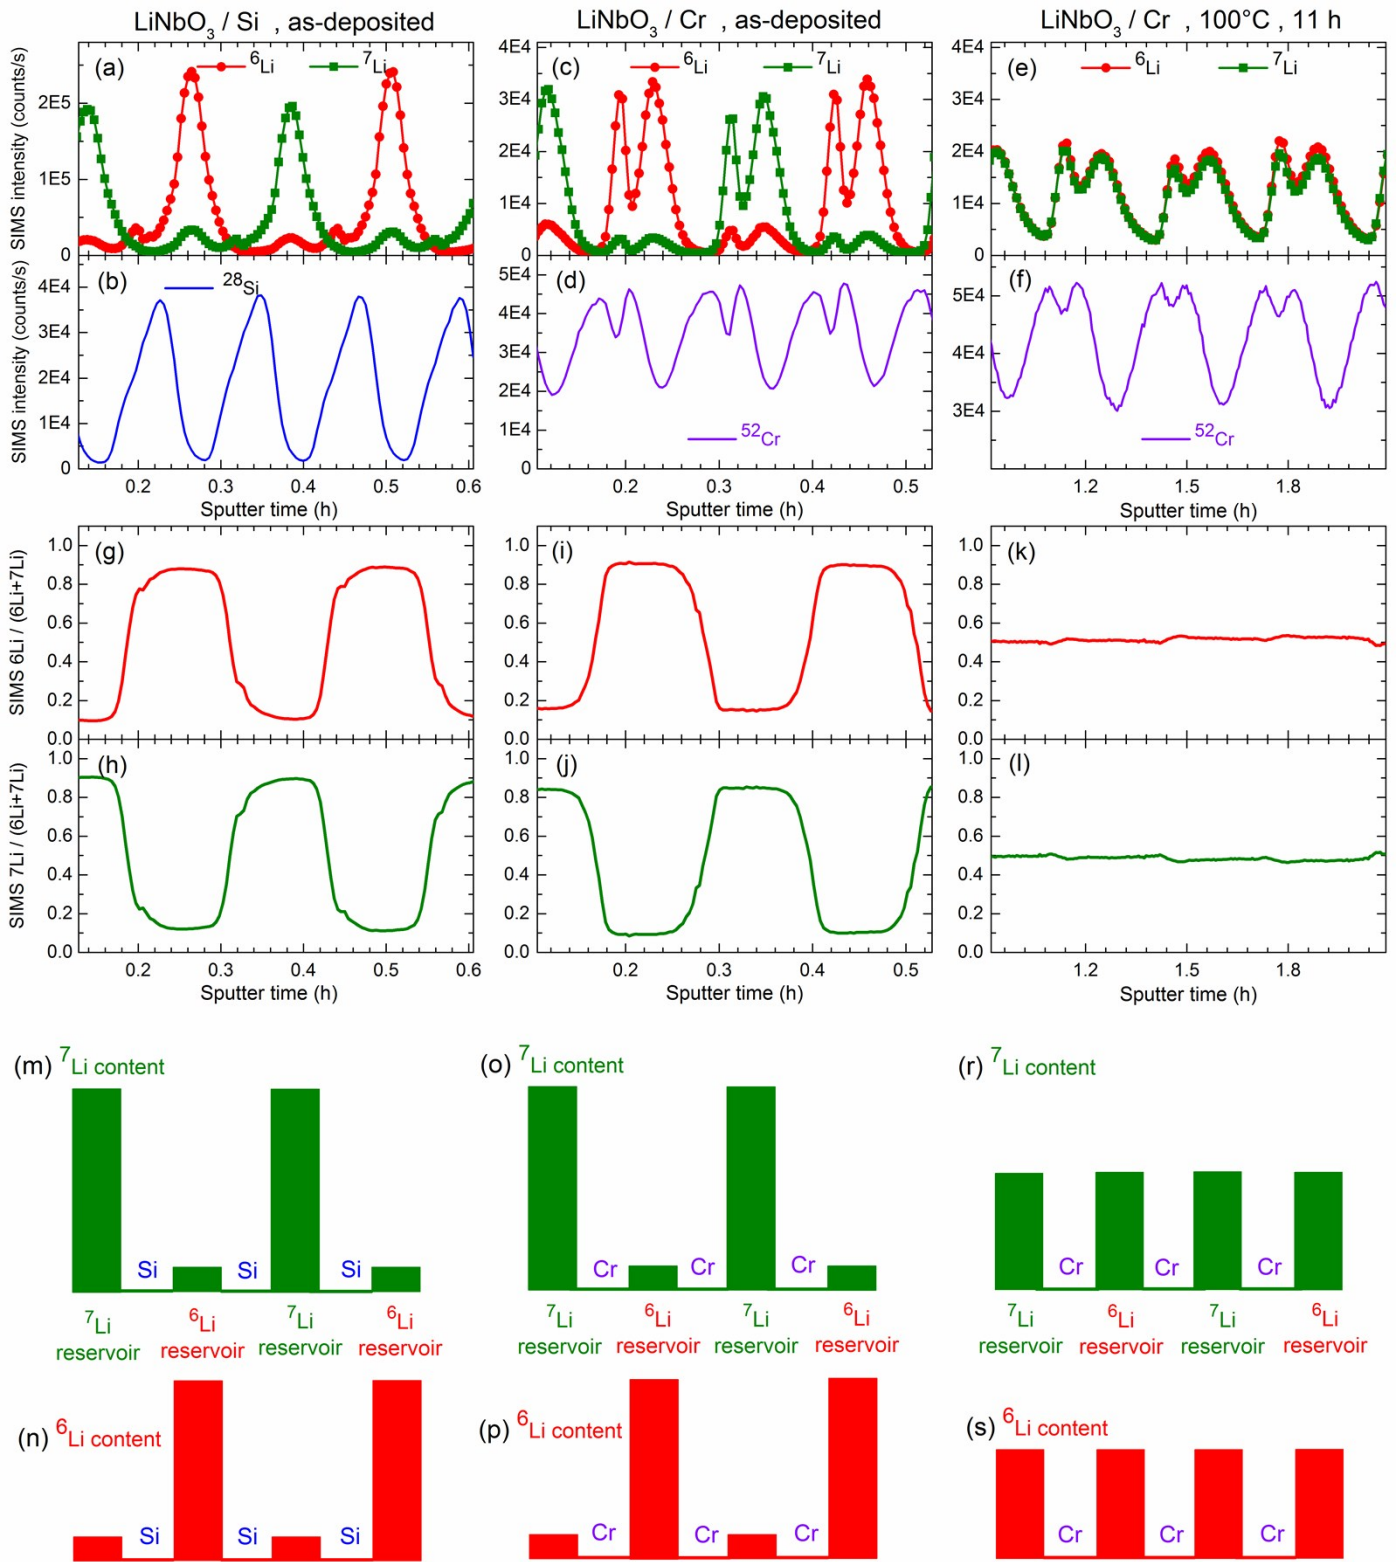 LiNbO3 / Si , as-deposited
LiNbO3 / Cr , as-deposited
LiNbO3 / Cr , 100°C , 11 h
SIMS intensity (counts/s)
(a) 6Li 7Li
2E5
1E5
0
(c) 6Li 7Li
4E4
3E4
2E4
1E4
0
(e) 6Li 7Li
4E4
3E4
2E4
1E4
0
SIMS intensity (counts/s)
(b) 28Si
4E4
3E4
2E4
1E4
0
0.2 0.3 0.4 0.5 0.6
Sputter time (h)
(d)
5E4
4E4
3E4
2E4
1E4
52Cr
0.2 0.3 0.4 0.5
Sputter time (h)
(f)
5E4
4E4
3E4
52Cr
1.2 1.5 1.8
Sputter time (h)
SIMS 6Li / (6Li+7Li)
(g)
1.0
0.8
0.6
0.4
0.2
0.0
(i)
1.0
0.8
0.6
0.4
0.2
0.0
(k)
1.0
0.8
0.6
0.4
0.2
0.0
SIMS 7Li / (6Li+7Li)
(h)
0.8
0.6
0.4
0.2
0.0
0.2 0.3 0.4 0.5 0.6
Sputter time (h)
(j)
0.8
0.6
0.4
0.2
0.0
0.2 0.3 0.4 0.5
Sputter time (h)
(l)
0.8
0.6
0.4
0.2
0.0
1.2 1.5 1.8
Sputter time (h)
(m) 7Li content
Si Si Si
7Li 6Li 7Li 6Li
reservoir reservoir reservoir reservoir
(o) 7Li content
Cr Cr Cr
7Li 6Li 7Li 6Li
reservoir reservoir reservoir reservoir
(r) 7Li content
Cr Cr Cr
7Li 6Li 7Li 6Li
reservoir reservoir reservoir reservoir
(n) 6Li content
Si Si Si
(p) 6Li content
Cr Cr Cr
(s) 6Li content
Cr Cr Cr